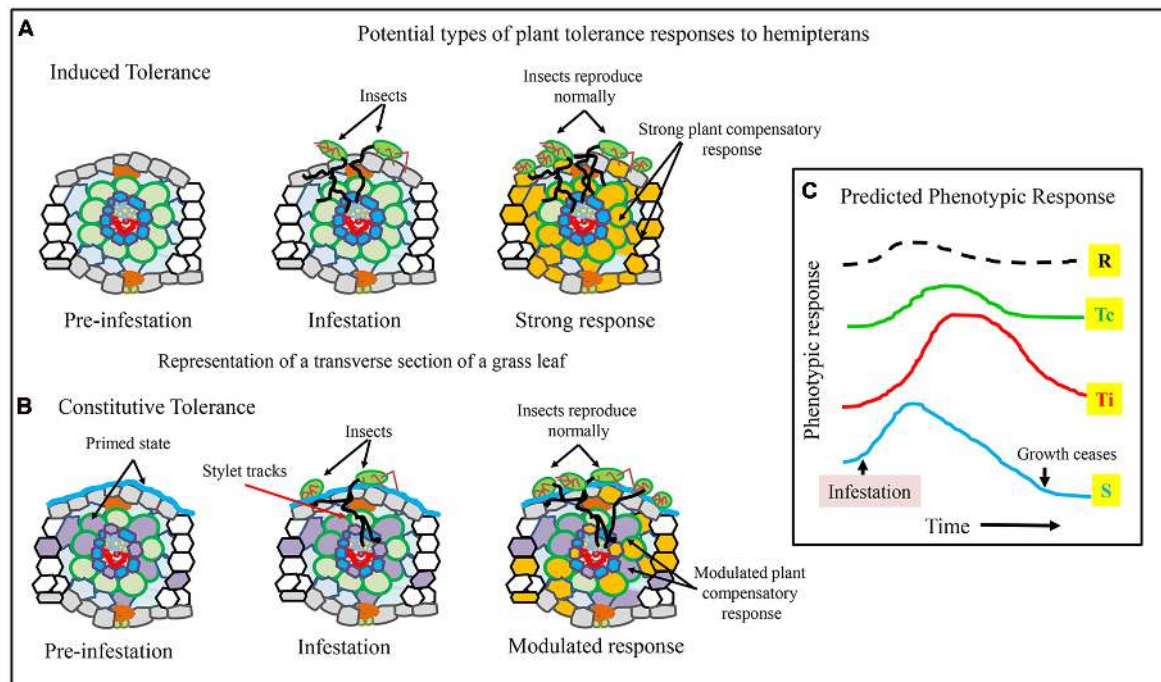 A
Potential types of plant tolerance responses to hemipterans
Induced Tolerance
Insects
Insects reproduce
normally
Strong plant compensatory
response
Pre-infestation
Infestation
Strong response
Representation of a transverse section of a grass leaf
B
Constitutive Tolerance
Primed state
Stylet tracks
Insects
Insects reproduce
normally
Modulated plant
compensatory
response
Pre-infestation
Infestation
Modulated response
C
Predicted Phenotypic Response
Phenotypic response
R
Tc
Ti
Growth ceases
Infestation
S
Time